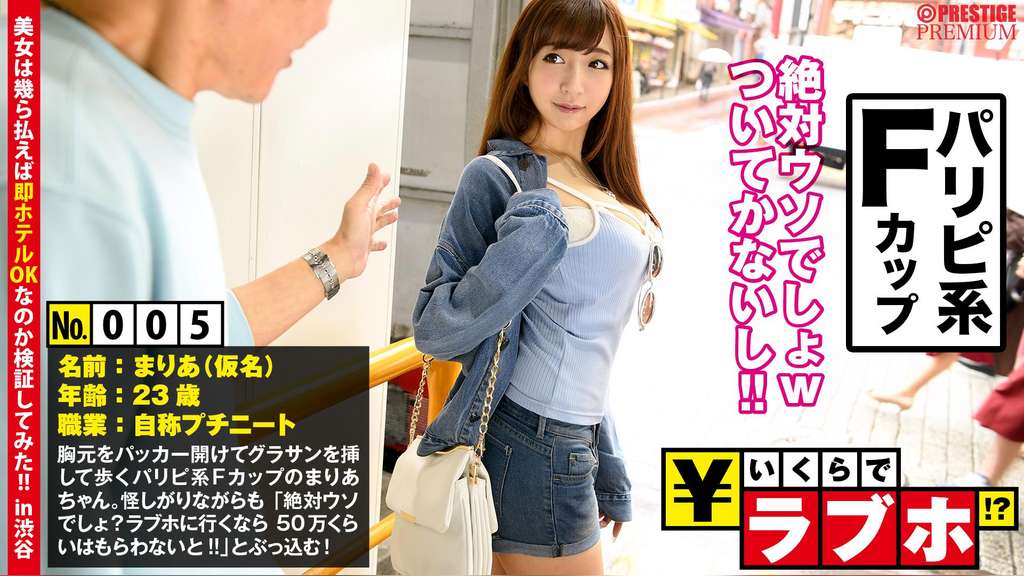 美女は幾ら払えば即ホテルOKなのか検証してみた!! in 渋谷
PRESTIGE
PREMIUM
パリピ系
Fカップ
絶対ウソでしょw
ついてかないし!!
No.005
名前：まりあ（仮名）
年齢：23歳
職業：自称プチニート
胸元をパッカー開けてグラサンを挿
して歩くパリピ系Fカップのまりあ
ちゃん。怪しがりながらも「絶対ウソ
でしょ？ラブホに行くなら50万くら
いはもらわないと!!」とぶっ込む！
¥いくらで
ラブホ!?